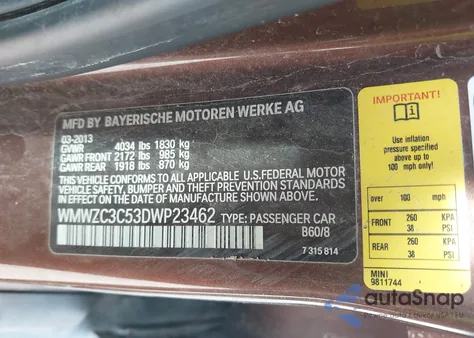 MFD BY BAYERISCHE MOTOREN WERKE AG
03-2013
GVWR 4034 lbs 1830 kg
GAWR FRONT 2172 lbs 985 kg
GAWR REAR 1918 lbs 870 kg
THIS VEHICLE CONFORMS TO ALL APPLICABLE U.S.FEDERAL MOTOR
VEHICLE SAFETY, BUMPER AND THEFT PREVENTION STANDARDS
IN EFFECT ON THE DATE OF MANUFACTURE SHOWN ABOVE.
WMWZC3C53DWP23462 TYPE: PASSENGER CAR
B60/8
7 315 814
IMPORTANT!
Use inflation
pressure specified
for speeds above
100 mph only!
over 100 mph
FRONT 260 KPA
38 PSI
REAR 260 KPA
38 PSI
MINI
9811744
autoSnap